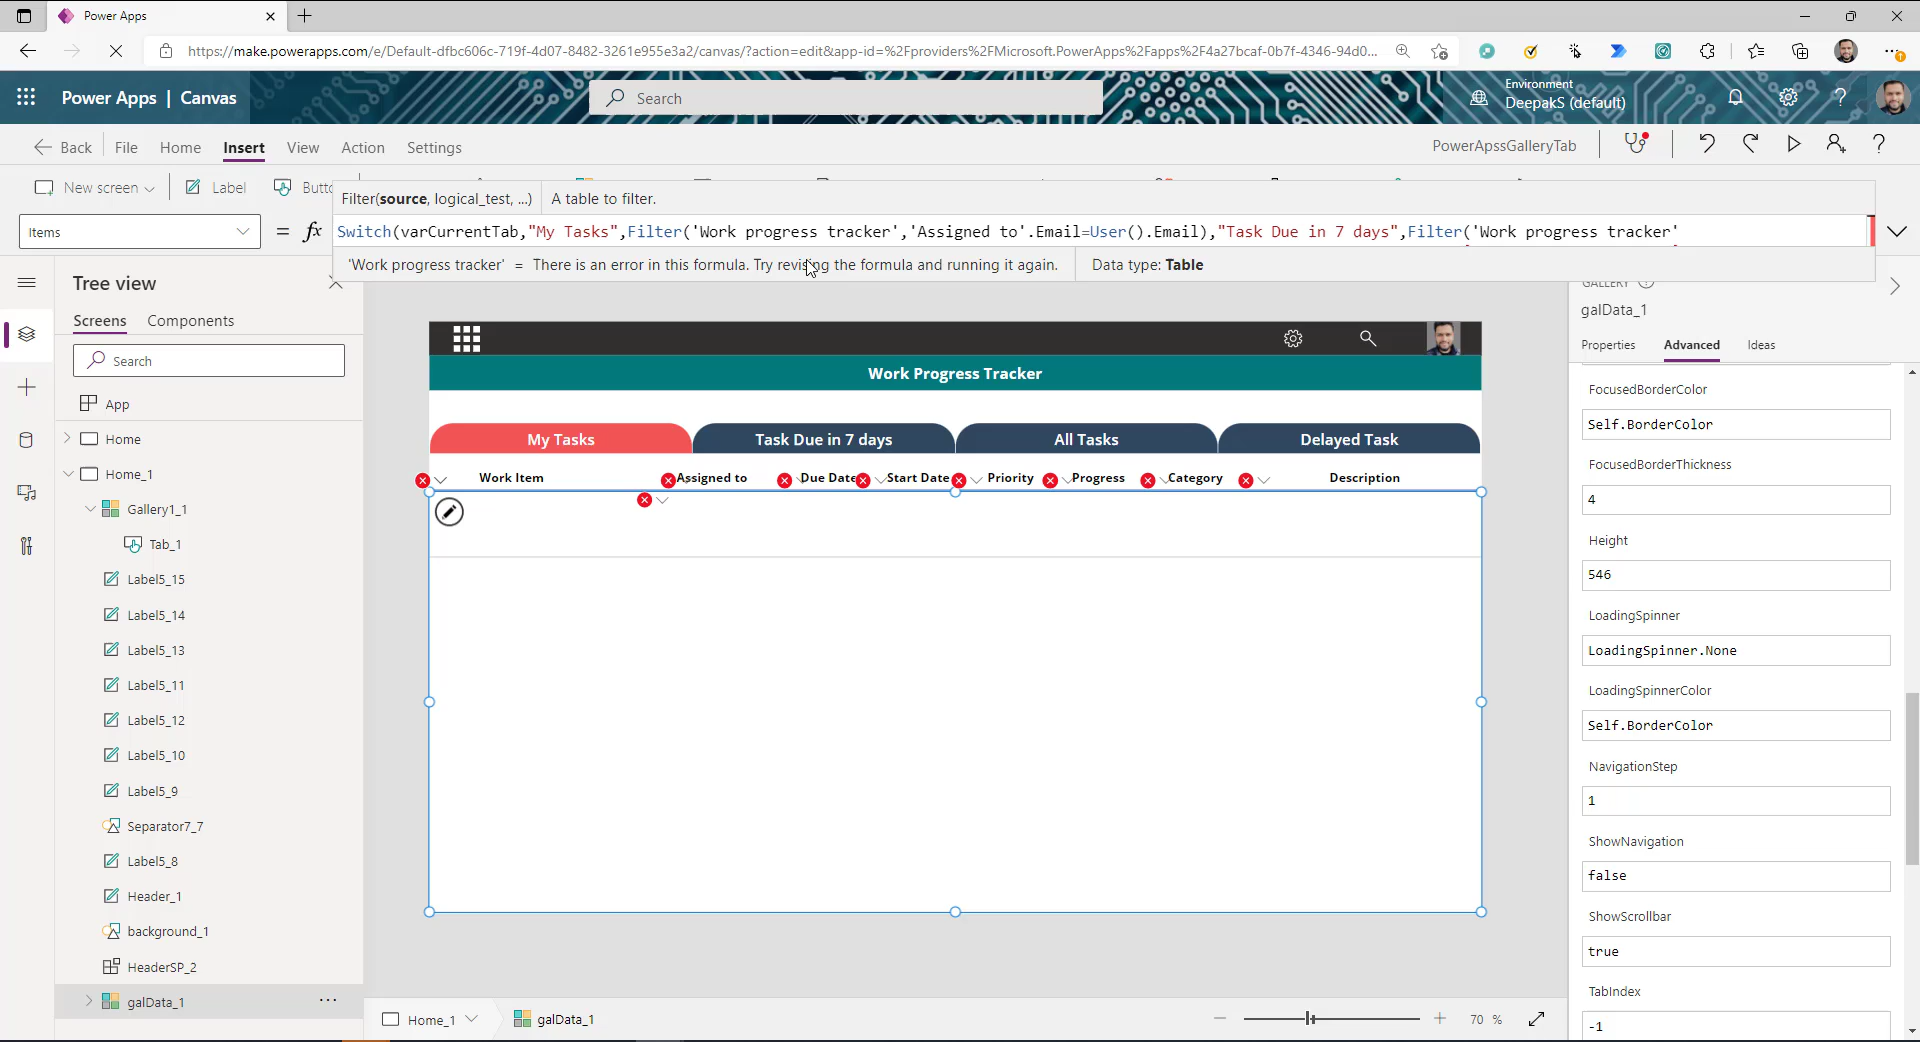 Power Apps
https://make.powerapps.com/e/Default-dfbc606c-719f-4d07-8482-3261e955e3a2/canvas/?action=edit&app-id=%2Fproviders%2FMicrosoft.PowerApps%2Fapps%2F4a27bcaf-0b7f-4346-94d0...
Power Apps | Canvas
Search
Environment
DeepakS (default)
Back
File
Home
Insert
View
Action
Settings
PowerApssGalleryTab
New screen
Label
Filter(source, logical_test, ...)
A table to filter.
Items
= fx
Switch(varCurrentTab,"My Tasks",Filter('Work progress tracker','Assigned to'.Email=User().Email),"Task Due in 7 days",Filter('Work progress tracker'
'Work progress tracker' = There is an error in this formula. Try revising the formula and running it again.
Data type: Table
Tree view
Screens
Components
Search
App
Home
Home_1
Gallery1_1
Tab_1
Label5_15
Label5_14
Label5_13
Label5_11
Label5_12
Label5_10
Label5_9
Separator7_7
Label5_8
Header_1
background_1
HeaderSP_2
galData_1
Work Progress Tracker
My Tasks
Task Due in 7 days
All Tasks
Delayed Task
Work Item
Assigned to
Due Date
Start Date
Priority
Progress
Category
Description
Home_1
galData_1
70 %
GALLERY
galData_1
Properties
Advanced
Ideas
FocusedBorderColor
Self.BorderColor
FocusedBorderThickness
4
Height
546
LoadingSpinner
LoadingSpinner.None
LoadingSpinnerColor
Self.BorderColor
NavigationStep
1
ShowNavigation
false
ShowScrollbar
true
TabIndex
-1